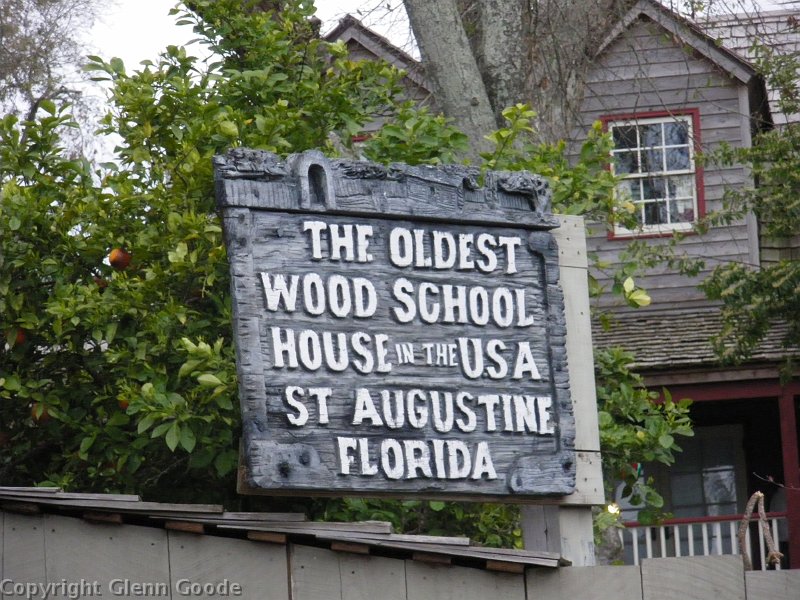 THE OLDEST
WOOD SCHOOL
HOUSE IN THE USA
ST AUGUSTINE
FLORIDA
Copyright Glenn Goode